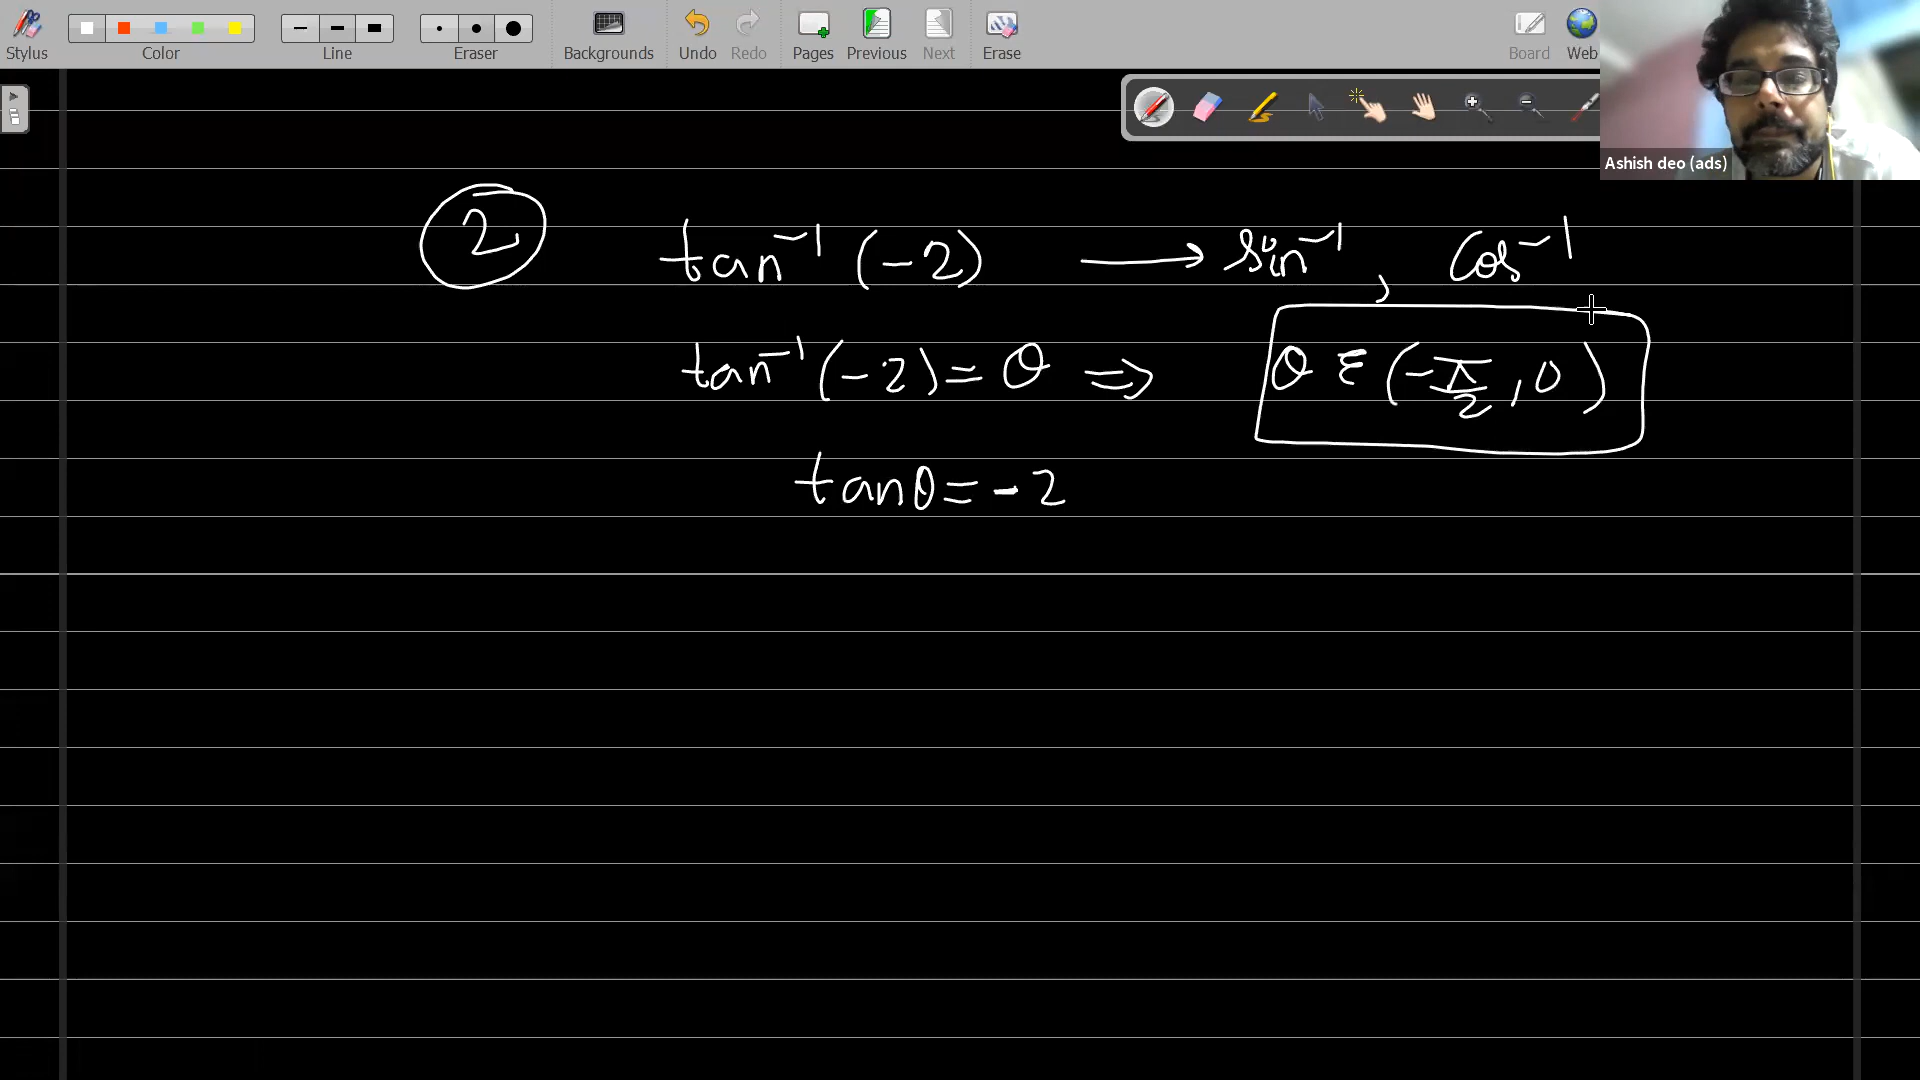 Stylus Color Line Eraser Backgrounds Undo Redo Pages Previous Next Erase Board Web
Ashish deo (ads)
2 tan⁻¹ (-2) → sin⁻¹, cos⁻¹
tan⁻¹ (-2) = θ ⇒ θ ∈ (-π/2, 0)
tanθ = -2